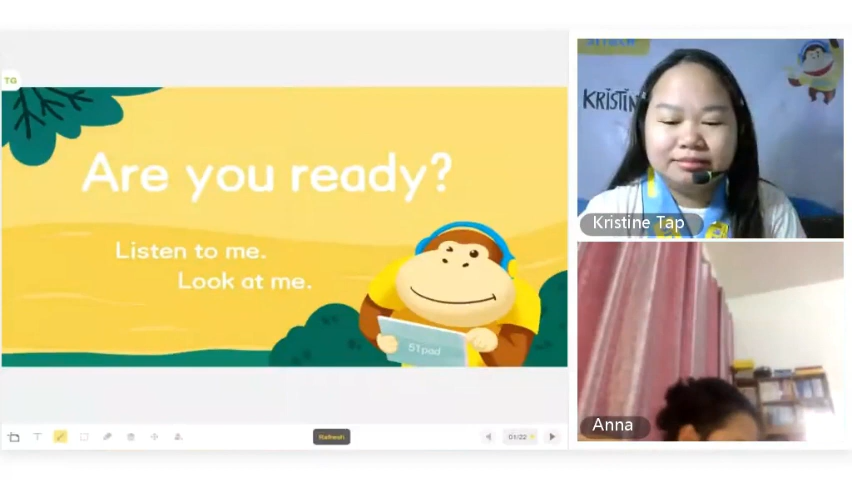 TG
Are you ready?
Listen to me.
Look at me.
51pad
Refresh
01/22
KRISTIN
Kristine Tap
Anna